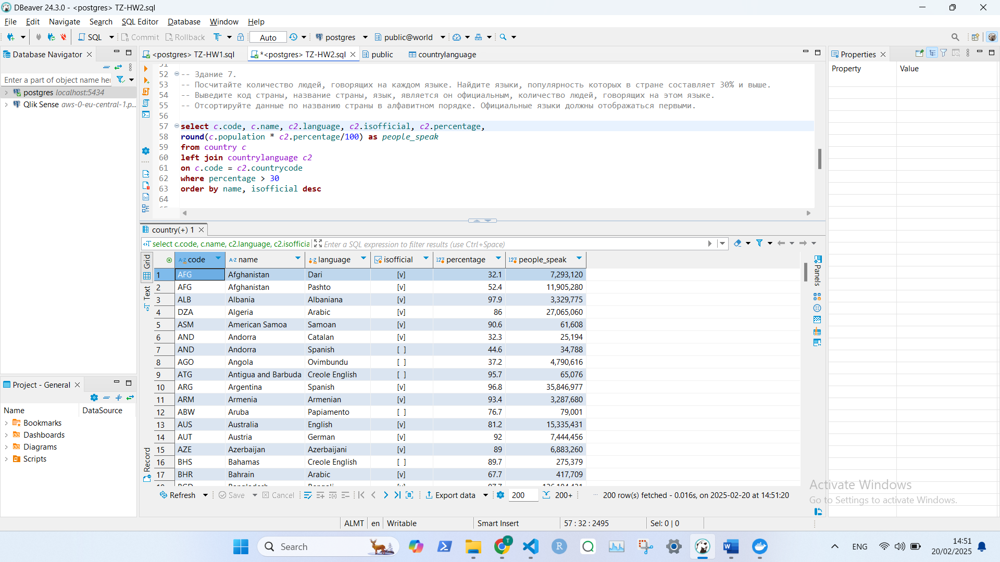 DBeaver 24.3.0 - <postgres> TZ-HW2.sql
File Edit Navigate Search SQL Editor Database Window Help
SQL Commit Rollback Auto postgres public@world
Database Navigator
<postgres> TZ-HW1.sql *<postgres> TZ-HW2.sql public countrylanguage
Properties
Enter a part of object name her
Property Value
postgres localhost:5434
Qlik Sense aws-0-eu-central-1.p...
51
52 -- Здание 7.
53 -- Посчитайте количество людей, говорящих на каждом языке. Найдите языки, популярность которых в стране составляет 30% и выше.
54 -- Выведите код страны, название страны, язык, является он официальным, количество людей, говорящих на этом языке.
55 -- Отсортируйте данные по названию страны в алфавитном порядке. Официальные языки должны отображаться первыми.
56
57 select c.code, c.name, c2.language, c2.isofficial, c2.percentage,
58 round(c.population * c2.percentage/100) as people_speak
59 from country c
60 left join countrylanguage c2
61 on c.code = c2.countrycode
62 where percentage > 30
63 order by name, isofficial desc
64
country(+) 1
select c.code, c.name, c2.language, c2.isofficia Enter a SQL expression to filter results (use Ctrl+Space)
Grid
Text
Record
Panels
code name language isofficial percentage people_speak
1 AFG Afghanistan Dari [v] 32.1 7,293,120
2 AFG Afghanistan Pashto [v] 52.4 11,905,280
3 ALB Albania Albaniana [v] 97.9 3,329,775
4 DZA Algeria Arabic [v] 86 27,065,060
5 ASM American Samoa Samoan [v] 90.6 61,608
6 AND Andorra Catalan [v] 32.3 25,194
7 AND Andorra Spanish [ ] 44.6 34,788
8 AGO Angola Ovimbundu [ ] 37.2 4,790,616
9 ATG Antigua and Barbuda Creole English [ ] 95.7 65,076
10 ARG Argentina Spanish [v] 96.8 35,846,977
11 ARM Armenia Armenian [v] 93.4 3,287,680
12 ABW Aruba Papiamento [ ] 76.7 79,001
13 AUS Australia English [v] 81.2 15,335,431
14 AUT Austria German [v] 92 7,444,456
15 AZE Azerbaijan Azerbaijani [v] 89 6,883,260
16 BHS Bahamas Creole English [ ] 89.7 275,379
17 BHR Bahrain Arabic [v] 67.7 417,709
Refresh Save Cancel Export data 200 200+ 200 row(s) fetched - 0.016s, on 2025-02-20 at 14:51:20
Project - General
Name DataSource
Bookmarks
Dashboards
Diagrams
Scripts
Activate Windows
Go to Settings to activate Windows.
ALMT en Writable Smart Insert 57 : 32 : 2495 Sel: 0 | 0
Search
ENG
14:51
20/02/2025